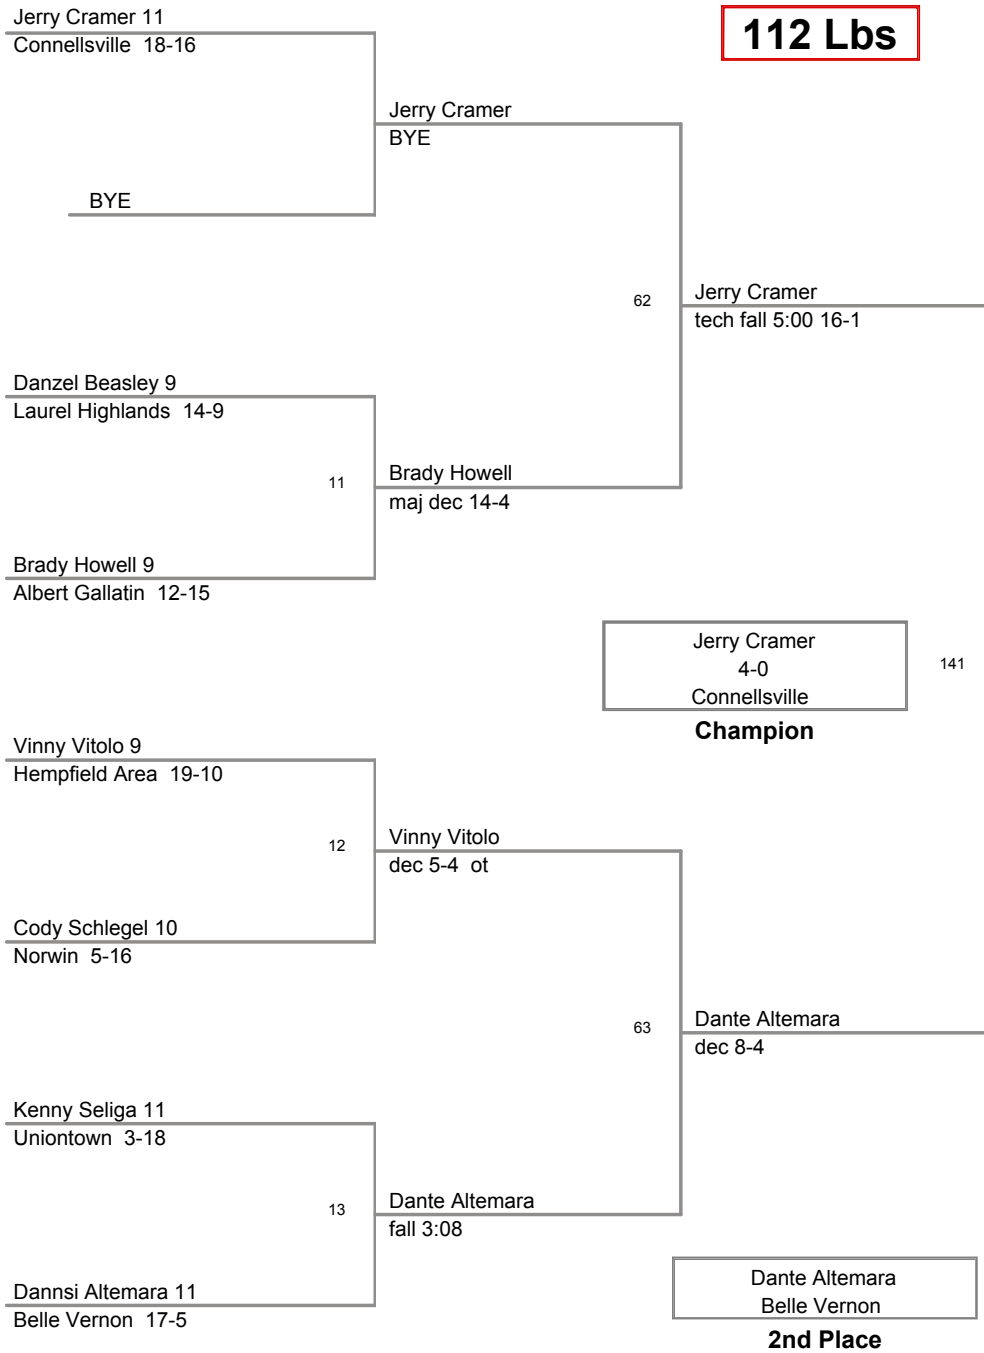 Jerry Cramer 11
Connellsville  18-16
112 Lbs
Jerry Cramer
BYE
BYE
62
Jerry Cramer
tech fall 5:00 16-1
Danzel Beasley 9
Laurel Highlands  14-9
11
Brady Howell
maj dec 14-4
Brady Howell 9
Albert Gallatin  12-15
Jerry Cramer
4-0
Connellsville
141
Champion
Vinny Vitolo 9
Hempfield Area  19-10
12
Vinny Vitolo
dec 5-4  ot
Cody Schlegel 10
Norwin  5-16
63
Dante Altemara
dec 8-4
Kenny Seliga 11
Uniontown  3-18
13
Dante Altemara
fall 3:08
Dannsi Altemara 11
Belle Vernon  17-5
Dante Altemara
Belle Vernon
2nd Place